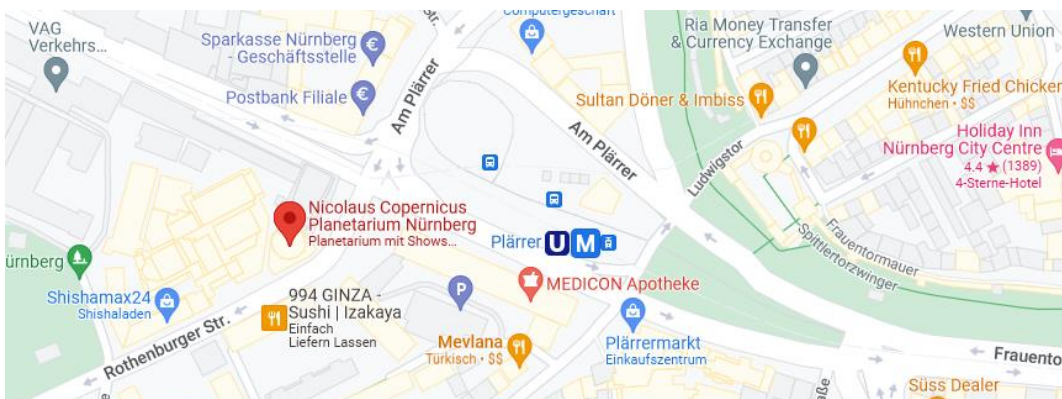 VAG
Verkehrs...
Sparkasse Nürnberg
- Geschäftsstelle
Postbank Filiale
Str.
Am Plärrer
Computergeschäft
Am Plärrer
Ria Money Transfer
& Currency Exchange
Western Union
Sultan Döner & Imbiss
Kentucky Fried Chicken
Hühnchen • $$
Holiday Inn
Nürnberg City Centre
4.4 ★ (1389)
4-Sterne-Hotel
Ludwigstor
Frauentormauer
Spittlertorzwinger
Nicolaus Copernicus
Planetarium Nürnberg
Planetarium mit Shows...
Plärrer U M
ürnberg
Shishamax24
Shishaladen
994 GINZA -
Sushi | Izakaya
Einfach
Liefern Lassen
P
MEDICON Apotheke
Mevlana
Türkisch • $$
Plärrermarkt
Einkaufszentrum
Rothenburger Str.
Frauento
Süss Dealer
aße